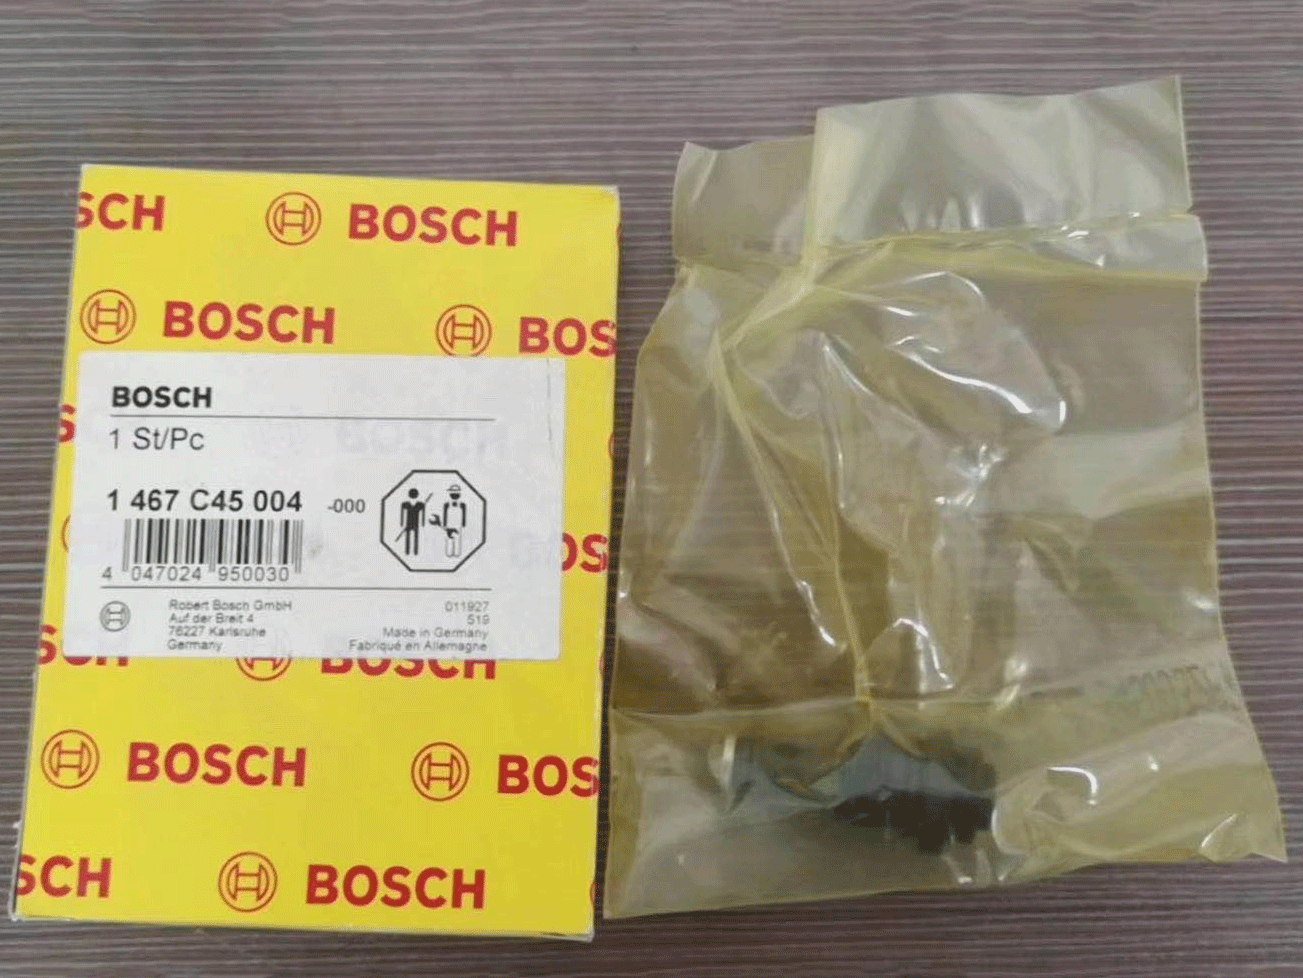 SCH BOSCH
BOSCH BOS
BOSCH
1 St/Pc
1 467 C45 004 -000
4 047024 950030
Robert Bosch GmbH
Auf der Breit 4
76227 Karlsruhe
Germany
011927
519
Made in Germany
Fabriqué en Allemagne
OS
BOSCH
BOSCH BOS
SCH BOSCH